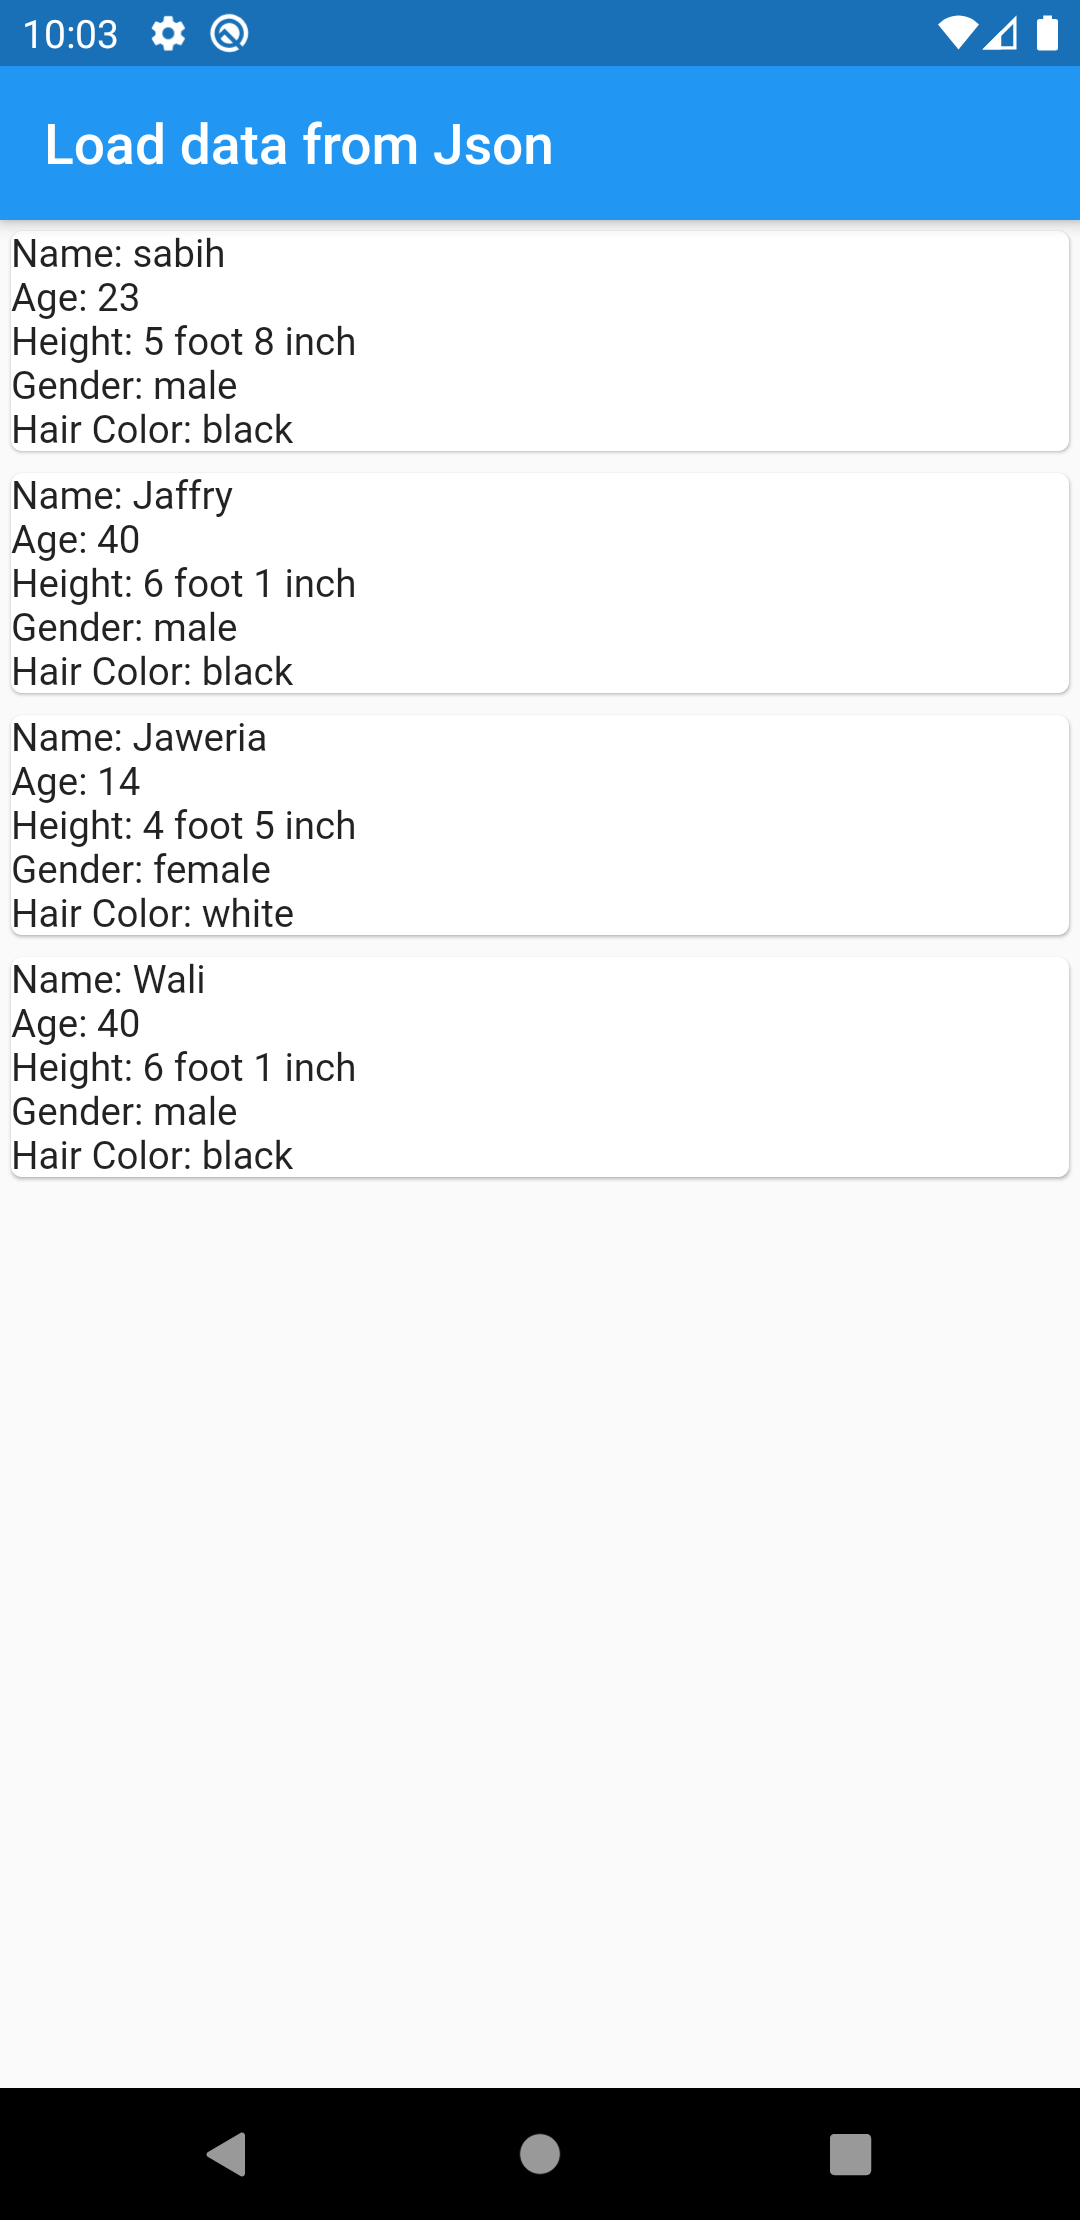 10:03
Load data from Json
Name: sabih
Age: 23
Height: 5 foot 8 inch
Gender: male
Hair Color: black
Name: Jaffry
Age: 40
Height: 6 foot 1 inch
Gender: male
Hair Color: black
Name: Jaweria
Age: 14
Height: 4 foot 5 inch
Gender: female
Hair Color: white
Name: Wali
Age: 40
Height: 6 foot 1 inch
Gender: male
Hair Color: black